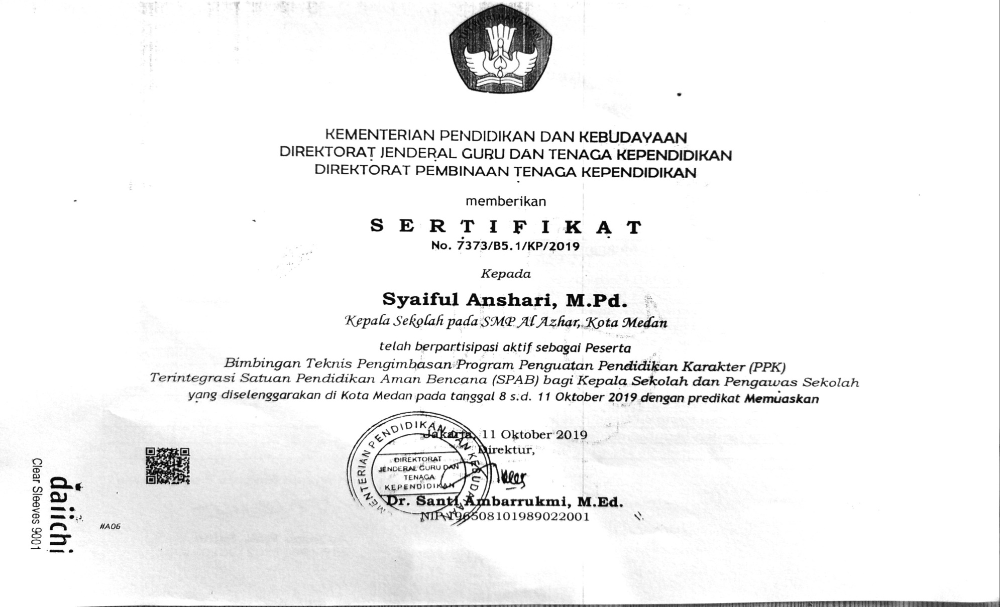 TUT WURI HANDAYANI
KEMENTERIAN PENDIDIKAN DAN KEBUDAYAAN
DIREKTORAT JENDERAL GURU DAN TENAGA KEPENDIDIKAN
DIREKTORAT PEMBINAAN TENAGA KEPENDIDIKAN
memberikan
SERTIFIKAT
No. 7373/B5.1/KP/2019
Kepada
Syaiful Anshari, M.Pd.
Kepala Sekolah pada SMP Al Azhar, Kota Medan
telah berpartisipasi aktif sebagai Peserta
Bimbingan Teknis Pengimbasan Program Penguatan Pendidikan Karakter (PPK)
Terintegrasi Satuan Pendidikan Aman Bencana (SPAB) bagi Kepala Sekolah dan Pengawas Sekolah
yang diselenggarakan di Kota Medan pada tanggal 8 s.d. 11 Oktober 2019 dengan predikat Memuaskan
Jakarta, 11 Oktober 2019
Direktur,
KEMENTERIAN PENDIDIKAN DAN KEBUDAYAAN
DIREKTORAT
JENDERAL GURU DAN
TENAGA
KEPENDIDIKAN
Dr. Santi Ambarrukmi, M.Ed.
NIP 196508101989022001
#A06
daiichi
Clear Sleeves 9001